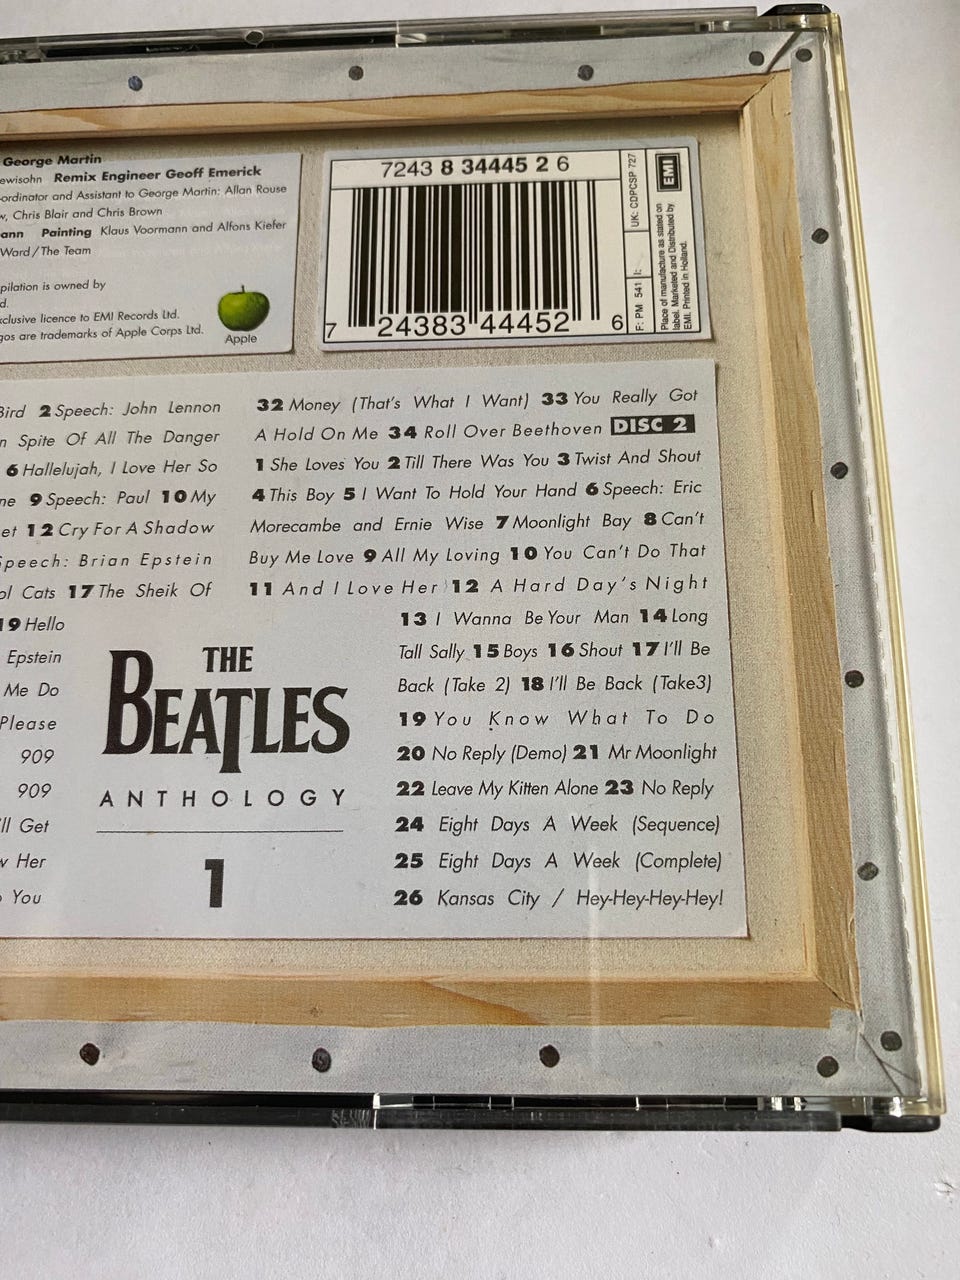 George Martin
ewisohn Remix Engineer Geoff Emerick
ordinator and Assistant to George Martin: Allan Rouse
w, Chris Blair and Chris Brown
ann Painting Klaus Voormann and Alfons Kiefer
Ward/The Team
pilation is owned by
d.
xclusive licence to EMI Records Ltd.
gos are trademarks of Apple Corps Ltd.
Apple
7243 8 34445 2 6
7 24383 44452 6
UK: CDPCSP 727
F: PM 541 I:
EMI
Place of manufacture as stated on
label. Marketed and Distributed by
EMI. Printed in Holland.
Bird 2 Speech: John Lennon
n Spite Of All The Danger
6 Hallelujah, I Love Her So
ne 9 Speech: Paul 10 My
et 12 Cry For A Shadow
Speech: Brian Epstein
ol Cats 17 The Sheik Of
19 Hello
Epstein
Me Do
Please
909
909
'll Get
w Her
o You
THE
BEATLES
ANTHOLOGY
1
32 Money (That's What I Want) 33 You Really Got
A Hold On Me 34 Roll Over Beethoven DISC 2
1 She Loves You 2 Till There Was You 3 Twist And Shout
4 This Boy 5 I Want To Hold Your Hand 6 Speech: Eric
Morecambe and Ernie Wise 7 Moonlight Bay 8 Can't
Buy Me Love 9 All My Loving 10 You Can't Do That
11 And I Love Her 12 A Hard Day's Night
13 I Wanna Be Your Man 14 Long
Tall Sally 15 Boys 16 Shout 17 I'll Be
Back (Take 2) 18 I'll Be Back (Take3)
19 You Know What To Do
20 No Reply (Demo) 21 Mr Moonlight
22 Leave My Kitten Alone 23 No Reply
24 Eight Days A Week (Sequence)
25 Eight Days A Week (Complete)
26 Kansas City / Hey-Hey-Hey-Hey!